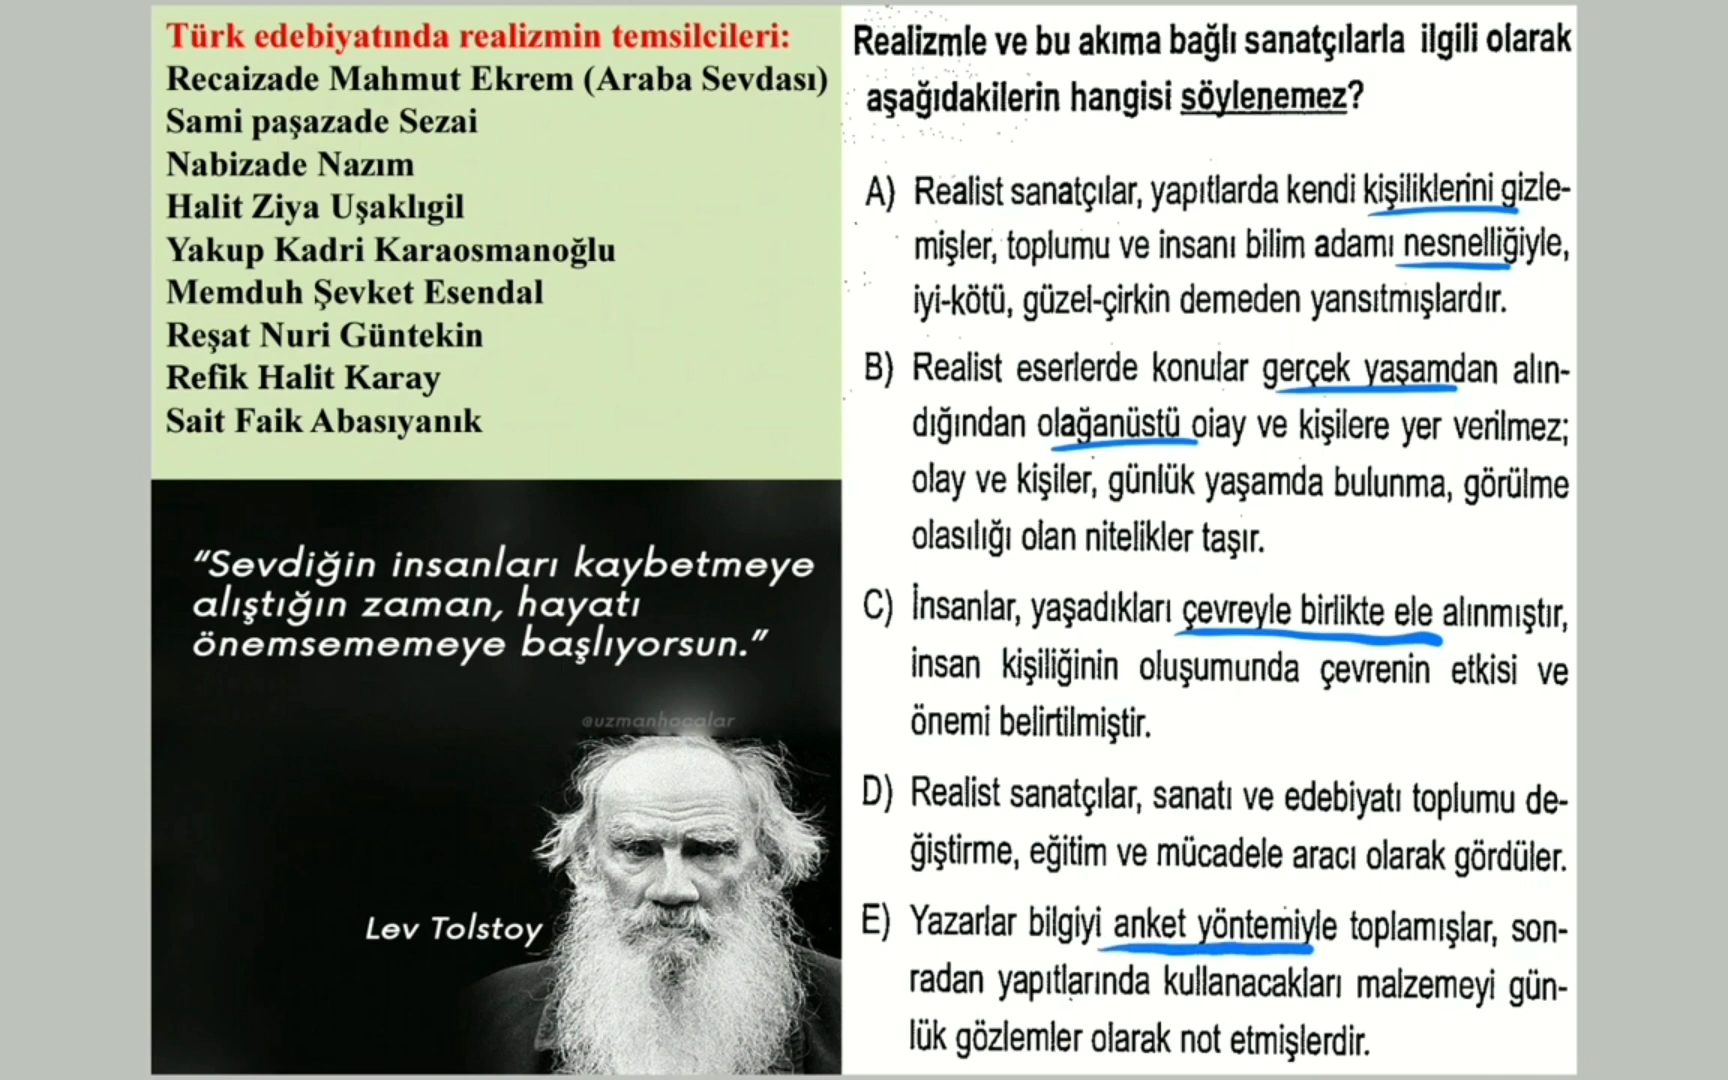 Türk edebiyatında realizmin temsilcileri:
Recaizade Mahmut Ekrem (Araba Sevdası)
Sami paşazade Sezai
Nabizade Nazım
Halit Ziya Uşaklıgil
Yakup Kadri Karaosmanoğlu
Memduh Şevket Esendal
Reşat Nuri Güntekin
Refik Halit Karay
Sait Faik Abasıyanık
“Sevdiğin insanları kaybetmeye
alıştığın zaman, hayatı
önemsememeye başlıyorsun.”
@uzmanhocalar
Lev Tolstoy
Realizmle ve bu akıma bağlı sanatçılarla ilgili olarak
aşağıdakilerin hangisi söylenemez?
A) Realist sanatçılar, yapıtlarda kendi kişiliklerini gizle-
mişler, toplumu ve insanı bilim adamı nesnelliğiyle,
iyi-kötü, güzel-çirkin demeden yansıtmışlardır.
B) Realist eserlerde konular gerçek yaşamdan alın-
dığından olağanüstü olay ve kişilere yer verilmez;
olay ve kişiler, günlük yaşamda bulunma, görülme
olasılığı olan nitelikler taşır.
C) İnsanlar, yaşadıkları çevreyle birlikte ele alınmıştır,
insan kişiliğinin oluşumunda çevrenin etkisi ve
önemi belirtilmiştir.
D) Realist sanatçılar, sanatı ve edebiyatı toplumu de-
ğiştirme, eğitim ve mücadele aracı olarak gördüler.
E) Yazarlar bilgiyi anket yöntemiyle toplamışlar, son-
radan yapıtlarında kullanacakları malzemeyi gün-
lük gözlemler olarak not etmişlerdir.